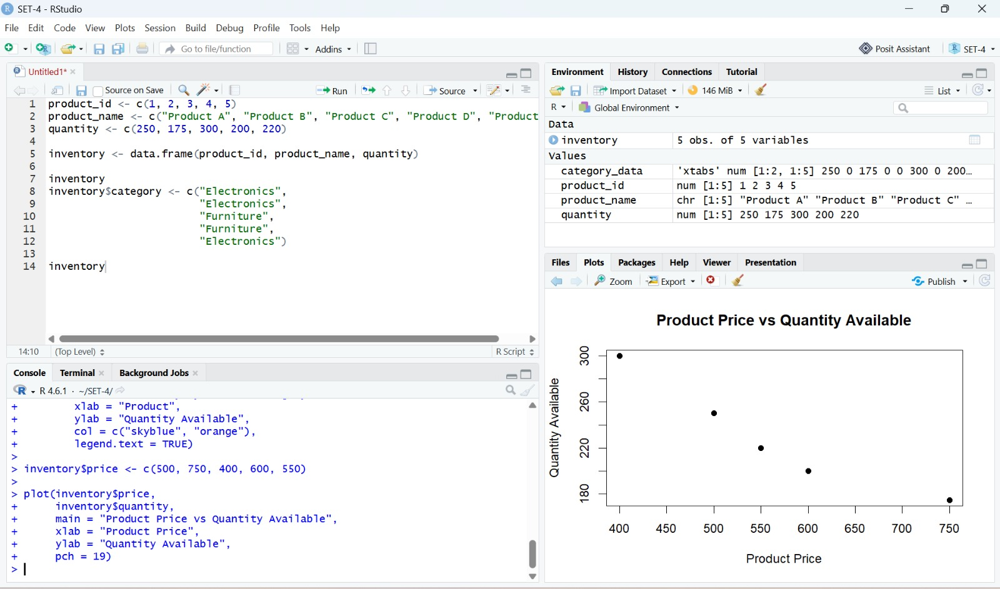 SET-4 - RStudio
File Edit Code View Plots Session Build Debug Profile Tools Help
Go to file/function Addins Posit Assistant SET-4
Untitled1*
Source on Save Run Source
1 product_id <- c(1, 2, 3, 4, 5)
2 product_name <- c("Product A", "Product B", "Product C", "Product D", "Product
3 quantity <- c(250, 175, 300, 200, 220)
4
5 inventory <- data.frame(product_id, product_name, quantity)
6
7 inventory
8 inventory$category <- c("Electronics",
9 "Electronics",
10 "Furniture",
11 "Furniture",
12 "Electronics")
13
14 inventory
14:10 (Top Level) R Script
Console Terminal Background Jobs
R 4.6.1 · ~/SET-4/
+ xlab = "Product",
+ ylab = "Quantity Available",
+ col = c("skyblue", "orange"),
+ legend.text = TRUE)
>
> inventory$price <- c(500, 750, 400, 600, 550)
>
> plot(inventory$price,
+ inventory$quantity,
+ main = "Product Price vs Quantity Available",
+ xlab = "Product Price",
+ ylab = "Quantity Available",
+ pch = 19)
>
Environment History Connections Tutorial
Import Dataset 146 MiB List
R Global Environment
Data
inventory 5 obs. of 5 variables
Values
category_data 'xtabs' num [1:2, 1:5] 250 0 175 0 0 300 0 200…
product_id num [1:5] 1 2 3 4 5
product_name chr [1:5] "Product A" "Product B" "Product C" …
quantity num [1:5] 250 175 300 200 220
Files Plots Packages Help Viewer Presentation
Zoom Export Publish
Product Price vs Quantity Available
Quantity Available
300
260
220
180
400 450 500 550 600 650 700 750
Product Price